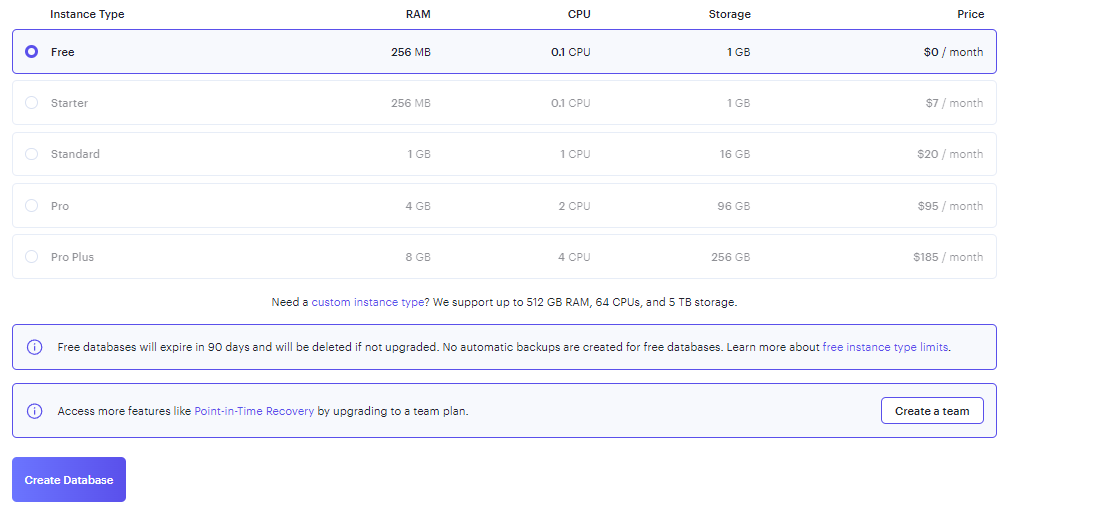 Instance Type RAM CPU Storage Price
Free 256 MB 0.1 CPU 1 GB $0 / month
Starter 256 MB 0.1 CPU 1 GB $7 / month
Standard 1 GB 1 CPU 16 GB $20 / month
Pro 4 GB 2 CPU 96 GB $95 / month
Pro Plus 8 GB 4 CPU 256 GB $185 / month
Need a custom instance type? We support up to 512 GB RAM, 64 CPUs, and 5 TB storage.
Free databases will expire in 90 days and will be deleted if not upgraded. No automatic backups are created for free databases. Learn more about free instance type limits.
Access more features like Point-in-Time Recovery by upgrading to a team plan. Create a team
Create Database